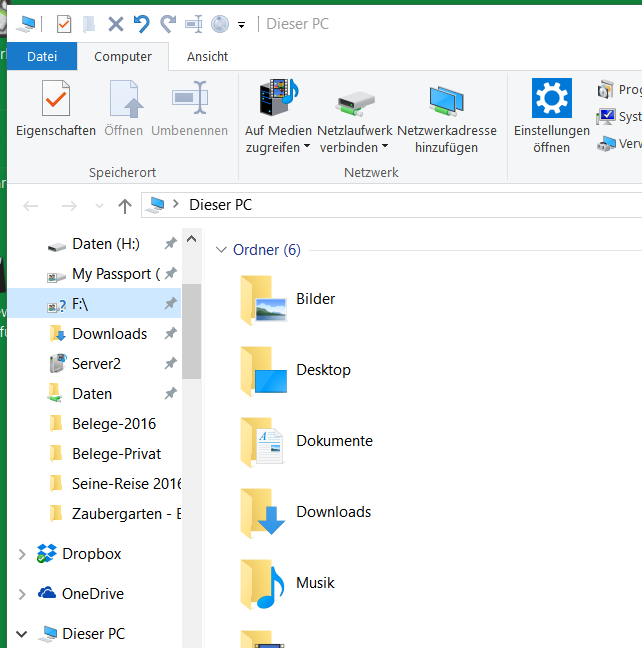 Dieser PC
Datei
Computer
Ansicht
Eigenschaften
Öffnen
Umbenennen
Auf Medien
zugreifen
Netzlaufwerk
verbinden
Netzwerkadresse
hinzufügen
Einstellungen
öffnen
Prog
Syst
Verw
Speicherort
Netzwerk
Dieser PC
Daten (H:)
My Passport (
F:\
Downloads
Server2
Daten
Belege-2016
Belege-Privat
Seine-Reise 2016
Zaubergarten - E
Dropbox
OneDrive
Dieser PC
Ordner (6)
Bilder
Desktop
Dokumente
Downloads
Musik